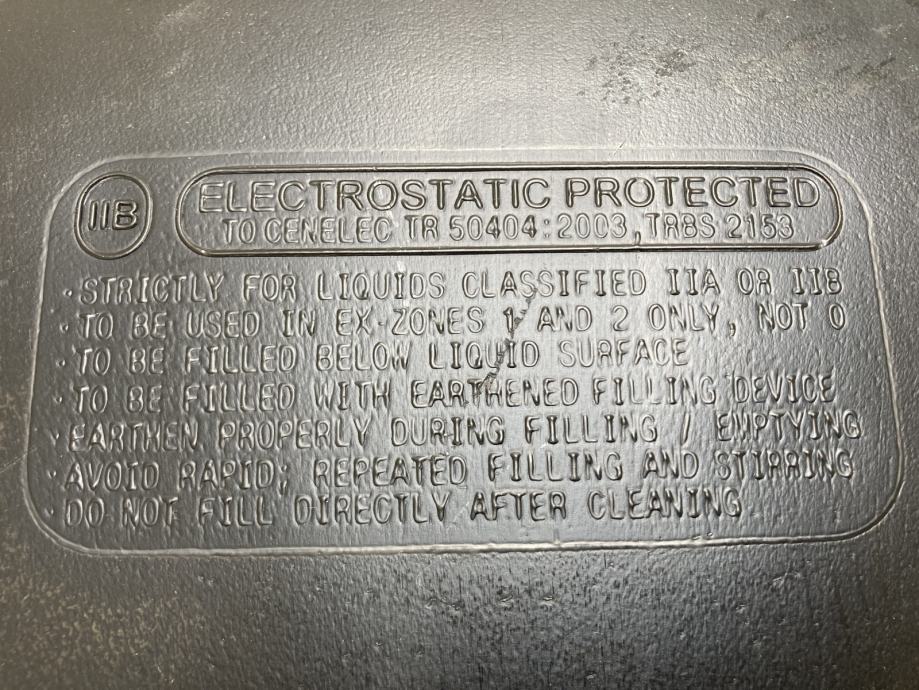 IIB
ELECTROSTATIC PROTECTED
TO CENELEC TR 50404:2003, TRBS 2153
· STRICTLY FOR LIQUIDS CLASSIFIED IIA OR IIB
· TO BE USED IN EX-ZONES 1 AND 2 ONLY, NOT 0
· TO BE FILLED BELOW LIQUID SURFACE
· TO BE FILLED WITH EARTHENED FILLING DEVICE
· EARTHEN PROPERLY DURING FILLING / EMPTYING
· AVOID RAPID; REPEATED FILLING AND STIRRING
· DO NOT FILL DIRECTLY AFTER CLEANING